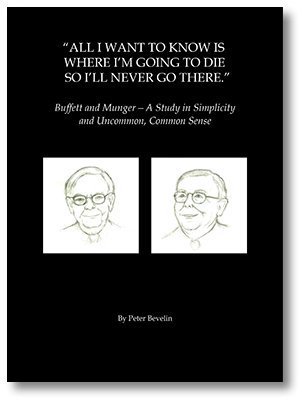 “ALL I WANT TO KNOW IS
WHERE I’M GOING TO DIE
SO I’LL NEVER GO THERE.”
Buffett and Munger – A Study in Simplicity
and Uncommon, Common Sense
By Peter Bevelin